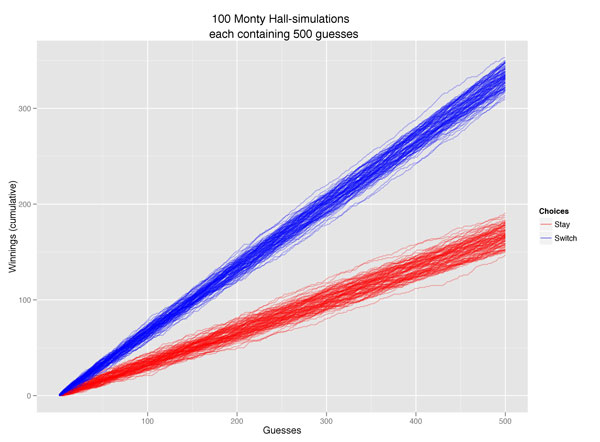 100 Monty Hall-simulations
each containing 500 guesses
Winnings (cumulative)
300
200
100
0
100
200
300
400
500
Guesses
Choices
Stay
Switch